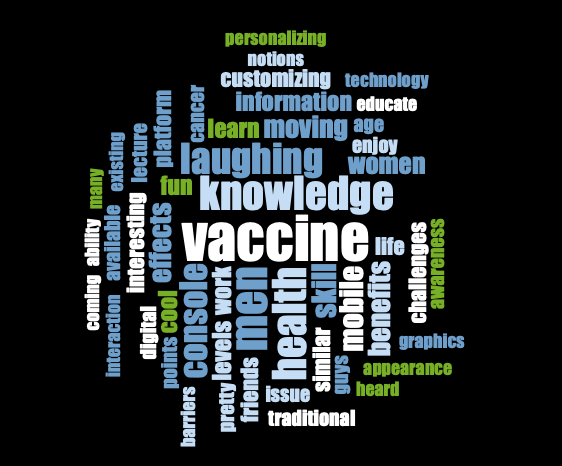 personalizing
notions
customizing
technology
information
educate
cancer
learn
moving
age
platform
enjoy
lecture
laughing
women
existing
fun
knowledge
many
interesting
effects
vaccine
life
ability
available
challenges
awareness
coming
console
work
men
health
skill
mobile
benefits
interaction
digital
cool
levels
similar
graphics
points
friends
guys
appearance
pretty
issue
heard
barriers
traditional